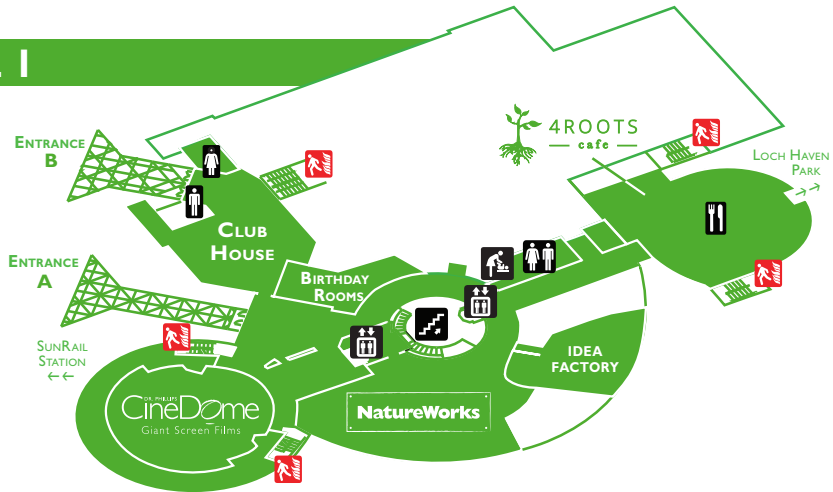 1
4ROOTS
cafe
ENTRANCE
B
LOCH HAVEN
PARK
CLUB
HOUSE
ENTRANCE
A
BIRTHDAY
ROOMS
SUNRAIL
STATION
IDEA
FACTORY
DR. PHILLIPS
CineDome
Giant Screen Films
NatureWorks